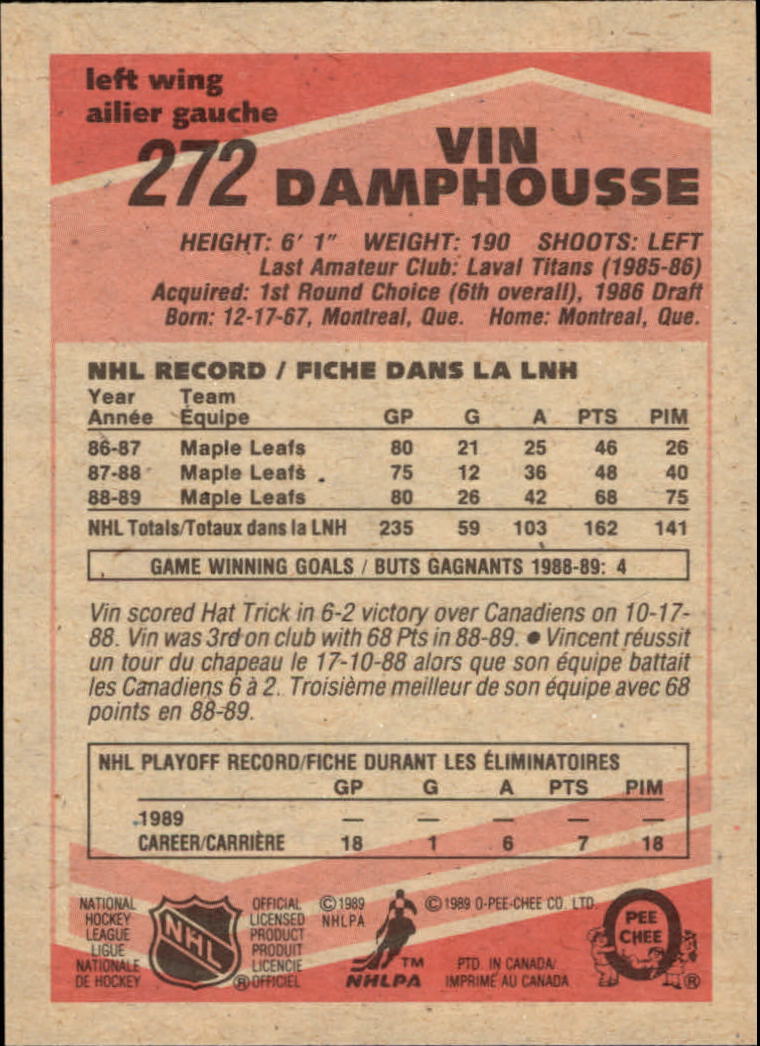 left wing
ailier gauche
272
VIN
DAMPHOUSSE
HEIGHT: 6' 1" WEIGHT: 190 SHOOTS: LEFT
Last Amateur Club: Laval Titans (1985-86)
Acquired: 1st Round Choice (6th overall), 1986 Draft
Born: 12-17-67, Montreal, Que. Home: Montreal, Que.
NHL RECORD / FICHE DANS LA LNH
Year Team
Année Équipe GP G A PTS PIM
86-87 Maple Leafs 80 21 25 46 26
87-88 Maple Leafs 75 12 36 48 40
88-89 Maple Leafs 80 26 42 68 75
NHL Totals/Totaux dans la LNH 235 59 103 162 141
GAME WINNING GOALS / BUTS GAGNANTS 1988-89: 4
Vin scored Hat Trick in 6-2 victory over Canadiens on 10-17-
88. Vin was 3rd on club with 68 Pts in 88-89. ● Vincent réussit
un tour du chapeau le 17-10-88 alors que son équipe battait
les Canadiens 6 à 2. Troisième meilleur de son équipe avec 68
points en 88-89.
NHL PLAYOFF RECORD/FICHE DURANT LES ÉLIMINATOIRES
GP G A PTS PIM
1989 — — — — —
CAREER/CARRIÈRE 18 1 6 7 18
NATIONAL
HOCKEY
LEAGUE
LIGUE
NATIONALE
DE HOCKEY
NHL
OFFICIAL
LICENSED
PRODUCT
PRODUIT
LICENCIE
® OFFICIEL
© 1989
NHLPA
TM
NHLPA
© 1989 O-PEE-CHEE CO. LTD.
PTD. IN CANADA/
IMPRIMÉ AU CANADA
O
PEE
CHEE
®